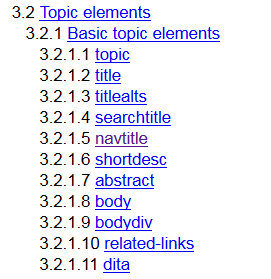 3.2 Topic elements
3.2.1 Basic topic elements
3.2.1.1 topic
3.2.1.2 title
3.2.1.3 titlealts
3.2.1.4 searchtitle
3.2.1.5 navtitle
3.2.1.6 shortdesc
3.2.1.7 abstract
3.2.1.8 body
3.2.1.9 bodydiv
3.2.1.10 related-links
3.2.1.11 dita